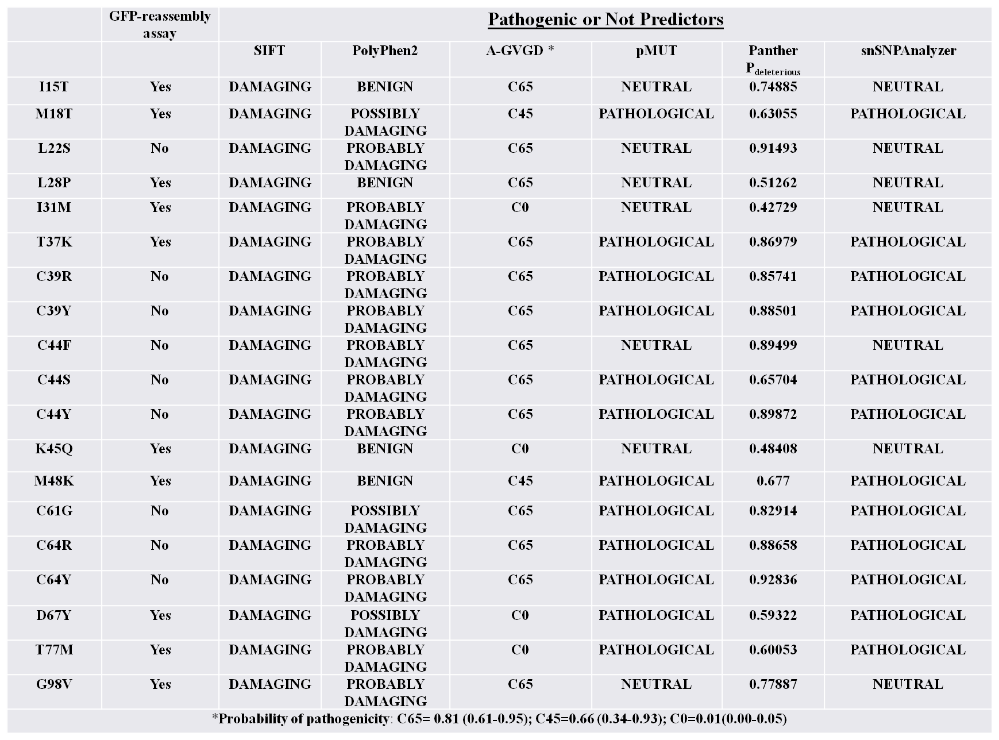 GFP-reassembly assay Pathogenic or Not Predictors
SIFT PolyPhen2 A-GVGD * pMUT Panther Pdeleterious snSNPAnalyzer
I15T Yes DAMAGING BENIGN C65 NEUTRAL 0.74885 NEUTRAL
M18T Yes DAMAGING POSSIBLY DAMAGING C45 PATHOLOGICAL 0.63055 PATHOLOGICAL
L22S No DAMAGING PROBABLY DAMAGING C65 NEUTRAL 0.91493 NEUTRAL
L28P Yes DAMAGING BENIGN C65 NEUTRAL 0.51262 NEUTRAL
I31M Yes DAMAGING PROBABLY DAMAGING C0 NEUTRAL 0.42729 NEUTRAL
T37K Yes DAMAGING PROBABLY DAMAGING C65 PATHOLOGICAL 0.86979 PATHOLOGICAL
C39R No DAMAGING PROBABLY DAMAGING C65 PATHOLOGICAL 0.85741 PATHOLOGICAL
C39Y No DAMAGING PROBABLY DAMAGING C65 PATHOLOGICAL 0.88501 PATHOLOGICAL
C44F No DAMAGING PROBABLY DAMAGING C65 NEUTRAL 0.89499 NEUTRAL
C44S No DAMAGING PROBABLY DAMAGING C65 PATHOLOGICAL 0.65704 PATHOLOGICAL
C44Y No DAMAGING PROBABLY DAMAGING C65 PATHOLOGICAL 0.89872 PATHOLOGICAL
K45Q Yes DAMAGING BENIGN C0 NEUTRAL 0.48408 NEUTRAL
M48K Yes DAMAGING BENIGN C45 PATHOLOGICAL 0.677 PATHOLOGICAL
C61G No DAMAGING POSSIBLY DAMAGING C65 PATHOLOGICAL 0.82914 PATHOLOGICAL
C64R No DAMAGING PROBABLY DAMAGING C65 PATHOLOGICAL 0.88658 PATHOLOGICAL
C64Y No DAMAGING PROBABLY DAMAGING C65 PATHOLOGICAL 0.92836 PATHOLOGICAL
D67Y Yes DAMAGING POSSIBLY DAMAGING C0 PATHOLOGICAL 0.59322 PATHOLOGICAL
T77M Yes DAMAGING PROBABLY DAMAGING C0 PATHOLOGICAL 0.60053 PATHOLOGICAL
G98V Yes DAMAGING PROBABLY DAMAGING C65 NEUTRAL 0.77887 NEUTRAL
*Probability of pathogenicity: C65= 0.81 (0.61-0.95); C45=0.66 (0.34-0.93); C0=0.01(0.00-0.05)